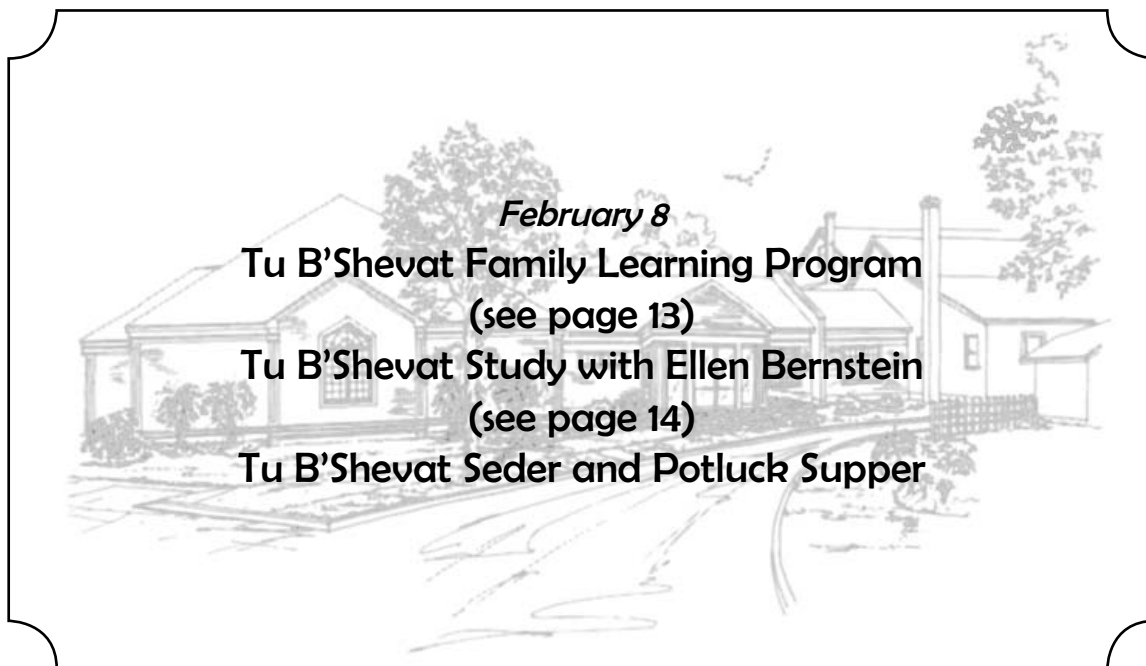 February 8
Tu B’Shevat Family Learning Program
(see page 13)
Tu B’Shevat Study with Ellen Bernstein
(see page 14)
Tu B’Shevat Seder and Potluck Supper